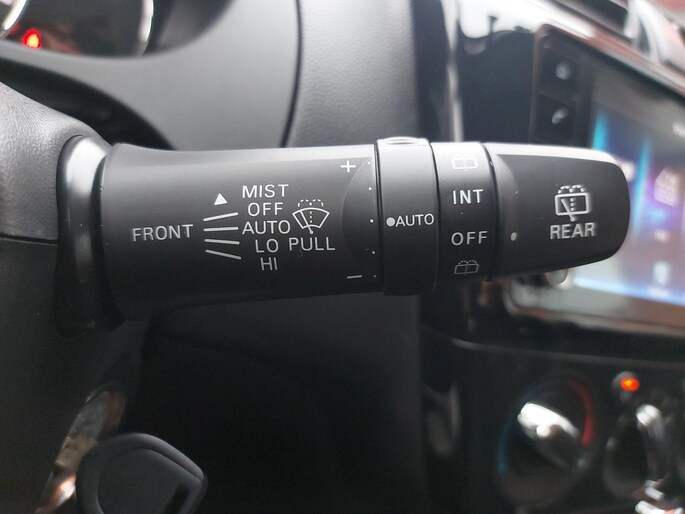 FRONT
MIST
OFF
AUTO
LO PULL
HI
+
-
AUTO
INT
OFF
REAR